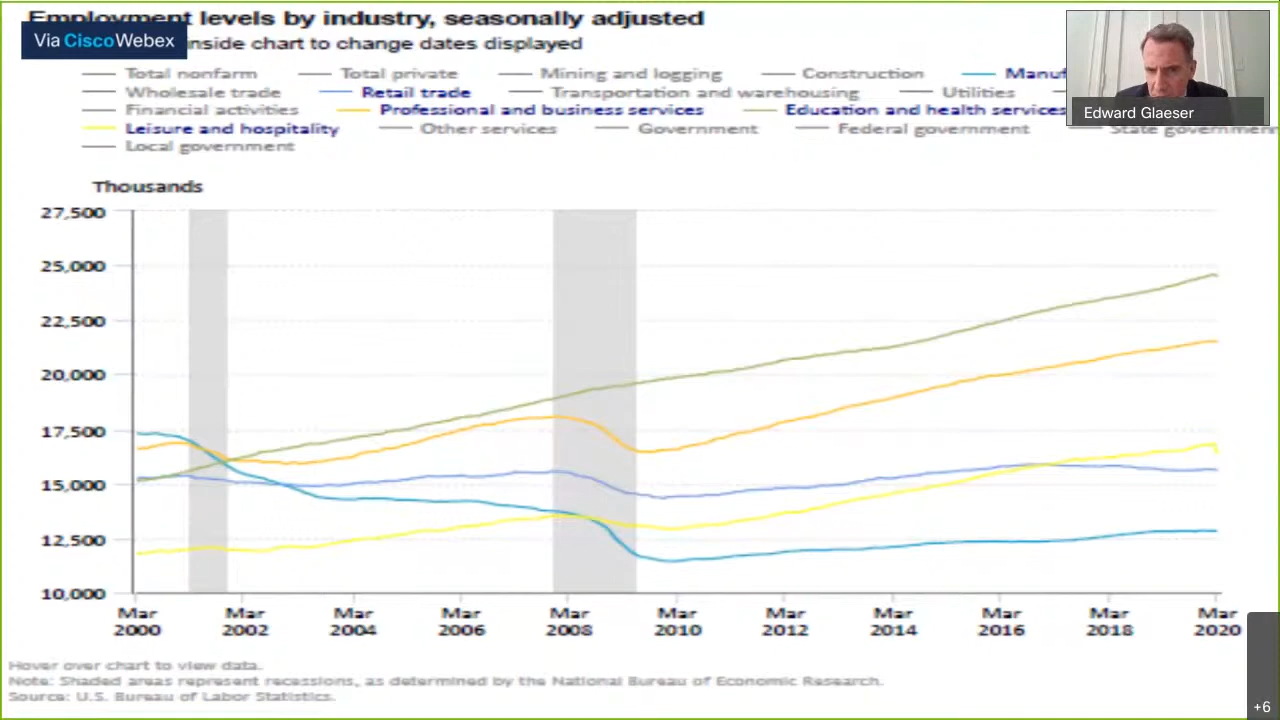 Employment levels by industry, seasonally adjusted
Via Cisco Webex
inside chart to change dates displayed
Total nonfarm Total private Mining and logging Construction Manuf
Wholesale trade Retail trade Transportation and warehousing Utilities
Financial activities Professional and business services Education and health services
Edward Glaeser
Leisure and hospitality Other services Government Federal government State government
Local government
Thousands
27,500
25,000
22,500
20,000
17,500
15,000
12,500
10,000
Mar Mar Mar Mar Mar Mar Mar Mar Mar Mar Mar
2000 2002 2004 2006 2008 2010 2012 2014 2016 2018 2020
Hover over chart to view data.
Note: Shaded areas represent recessions, as determined by the National Bureau of Economic Research.
Source: U.S. Bureau of Labor Statistics.
+6